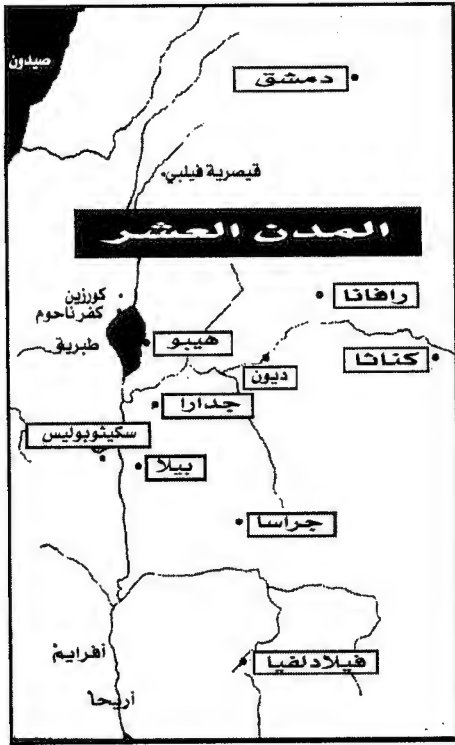 صيدون
دمشق
قيصرية فيلبي
المدن العشر
كورزين
رافانا
كفرناحوم
هيبو
طبريق
كتاثا
ديون
جدارا
سكيثوبوليس
بيلا
جراسا
أفرايم
فيلادلفيا
أريحا